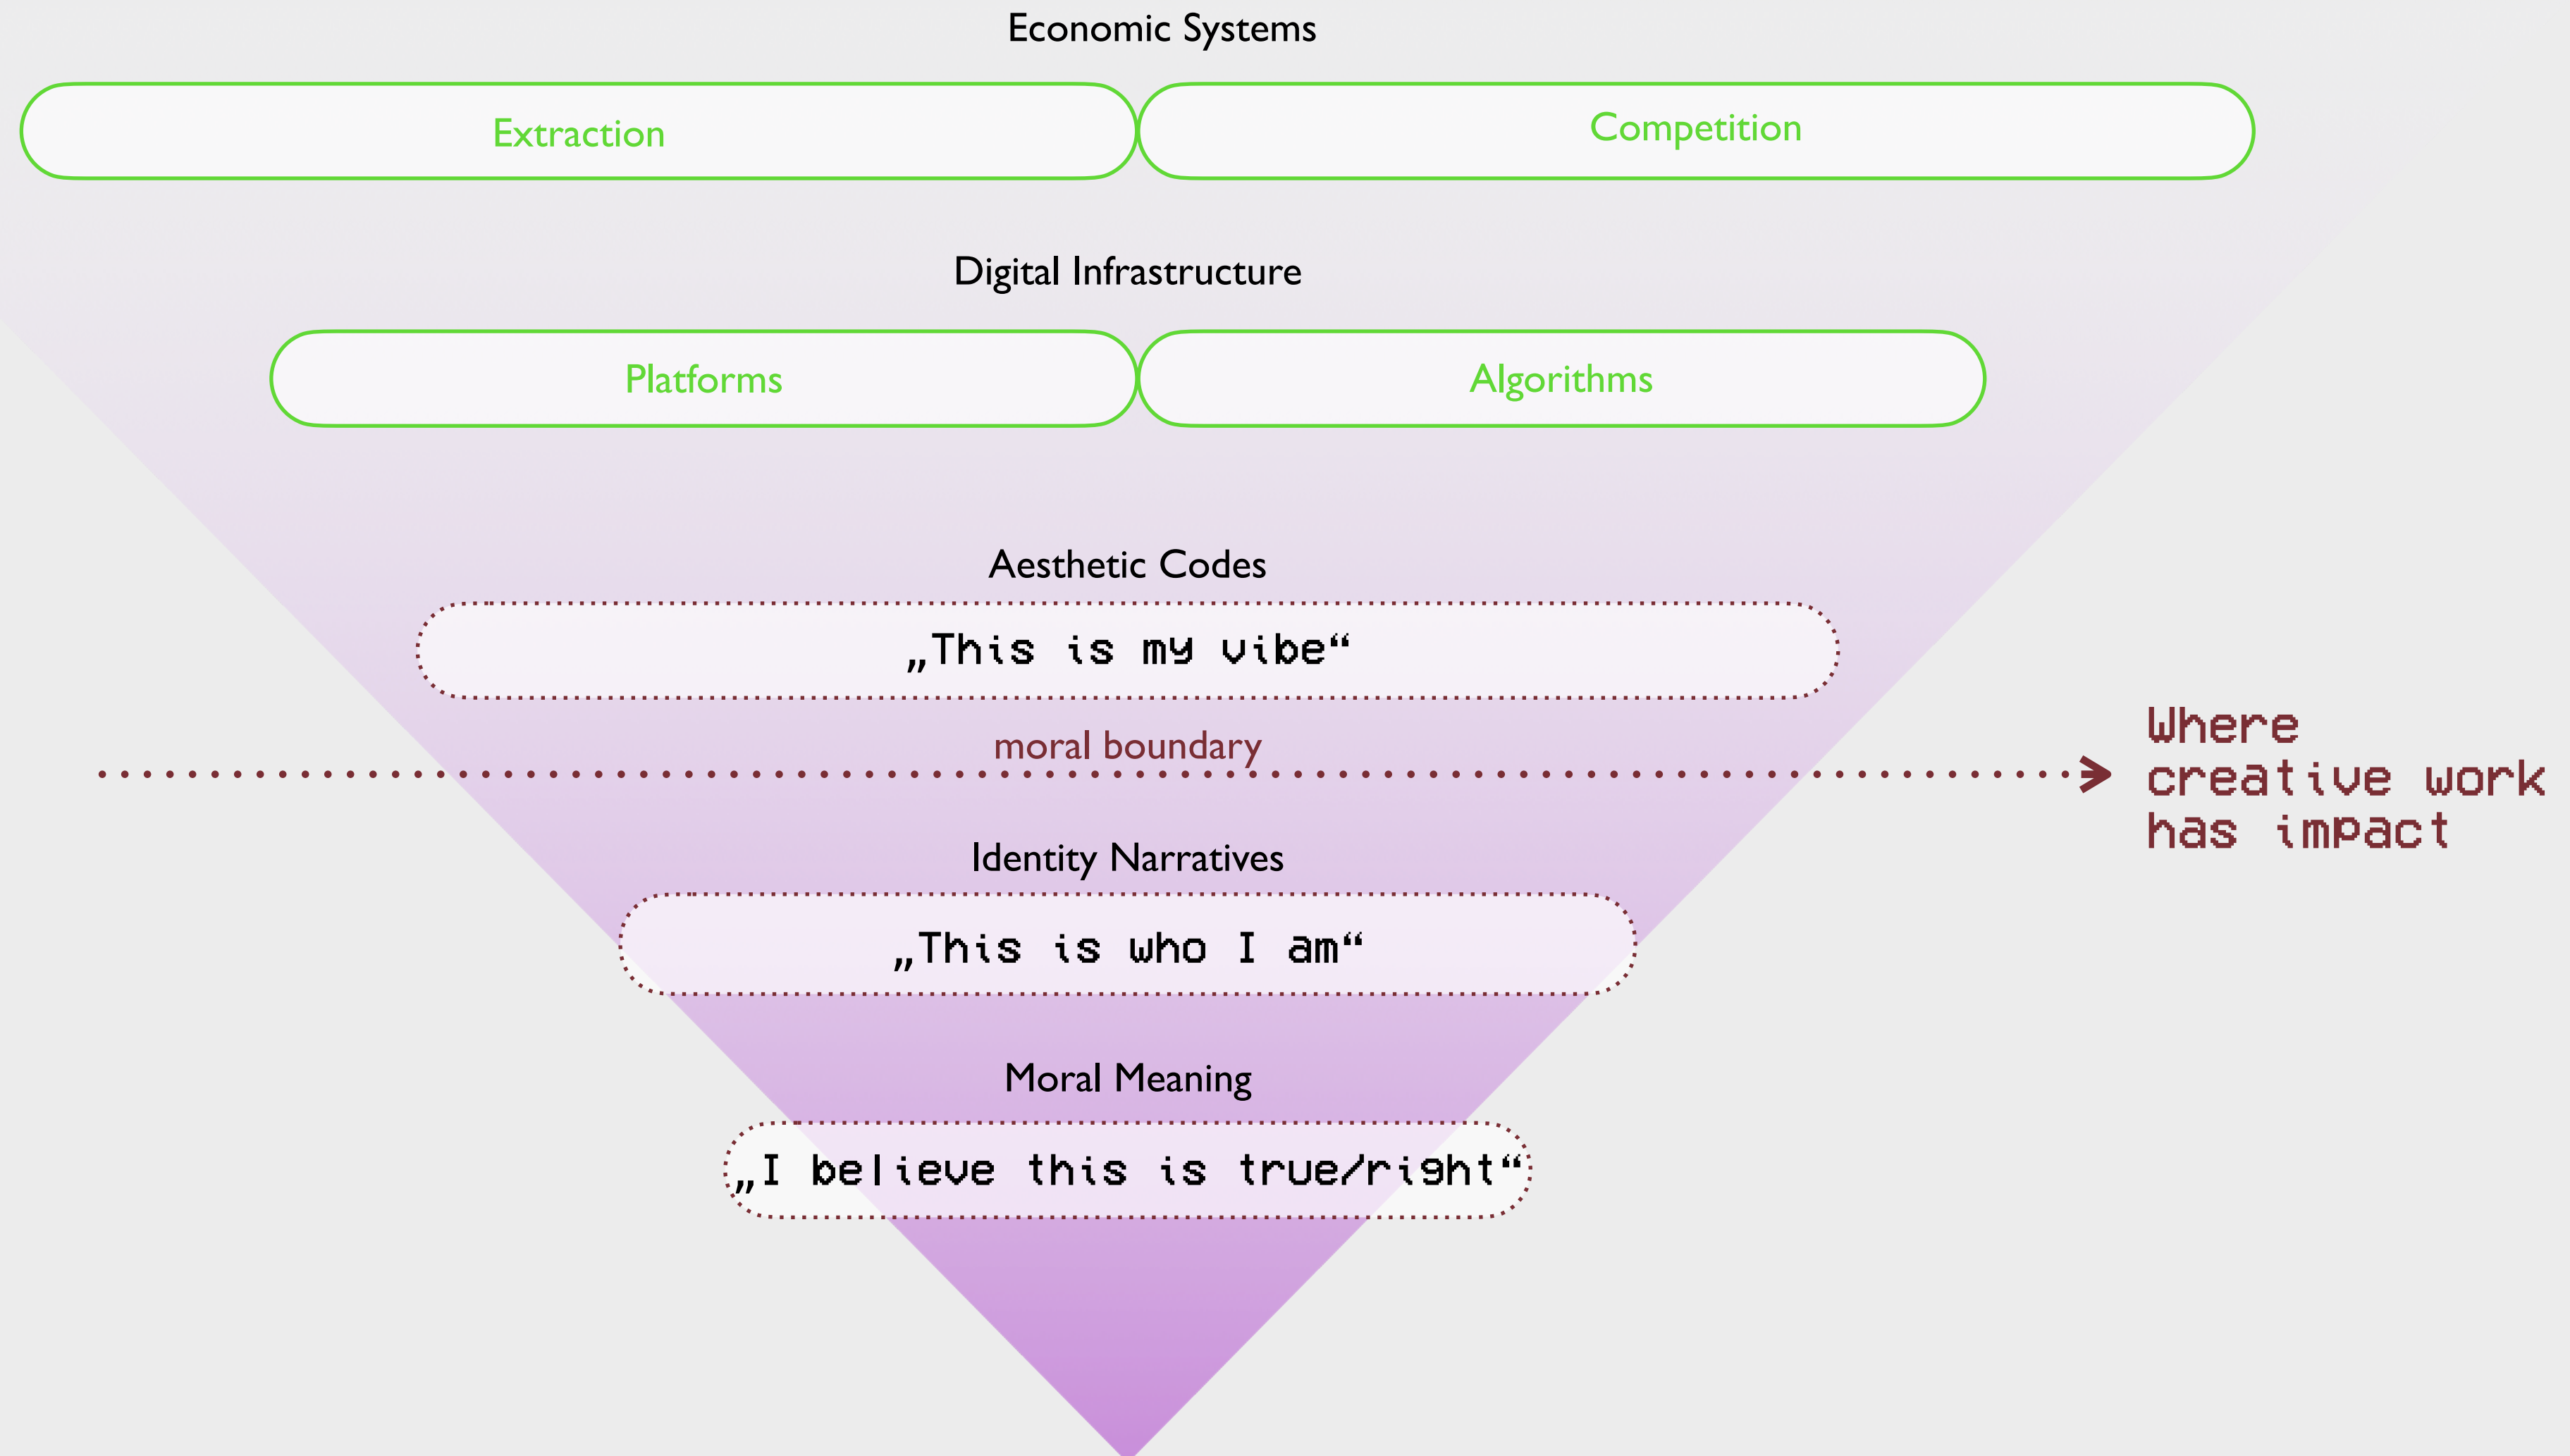 Economic Systems
Extraction Competition
Digital Infrastructure
Platforms Algorithms
Aesthetic Codes
„This is my vibe“
moral boundary
Where
creative work
has impact
Identity Narratives
„This is who I am“
Moral Meaning
„I believe this is true/right“